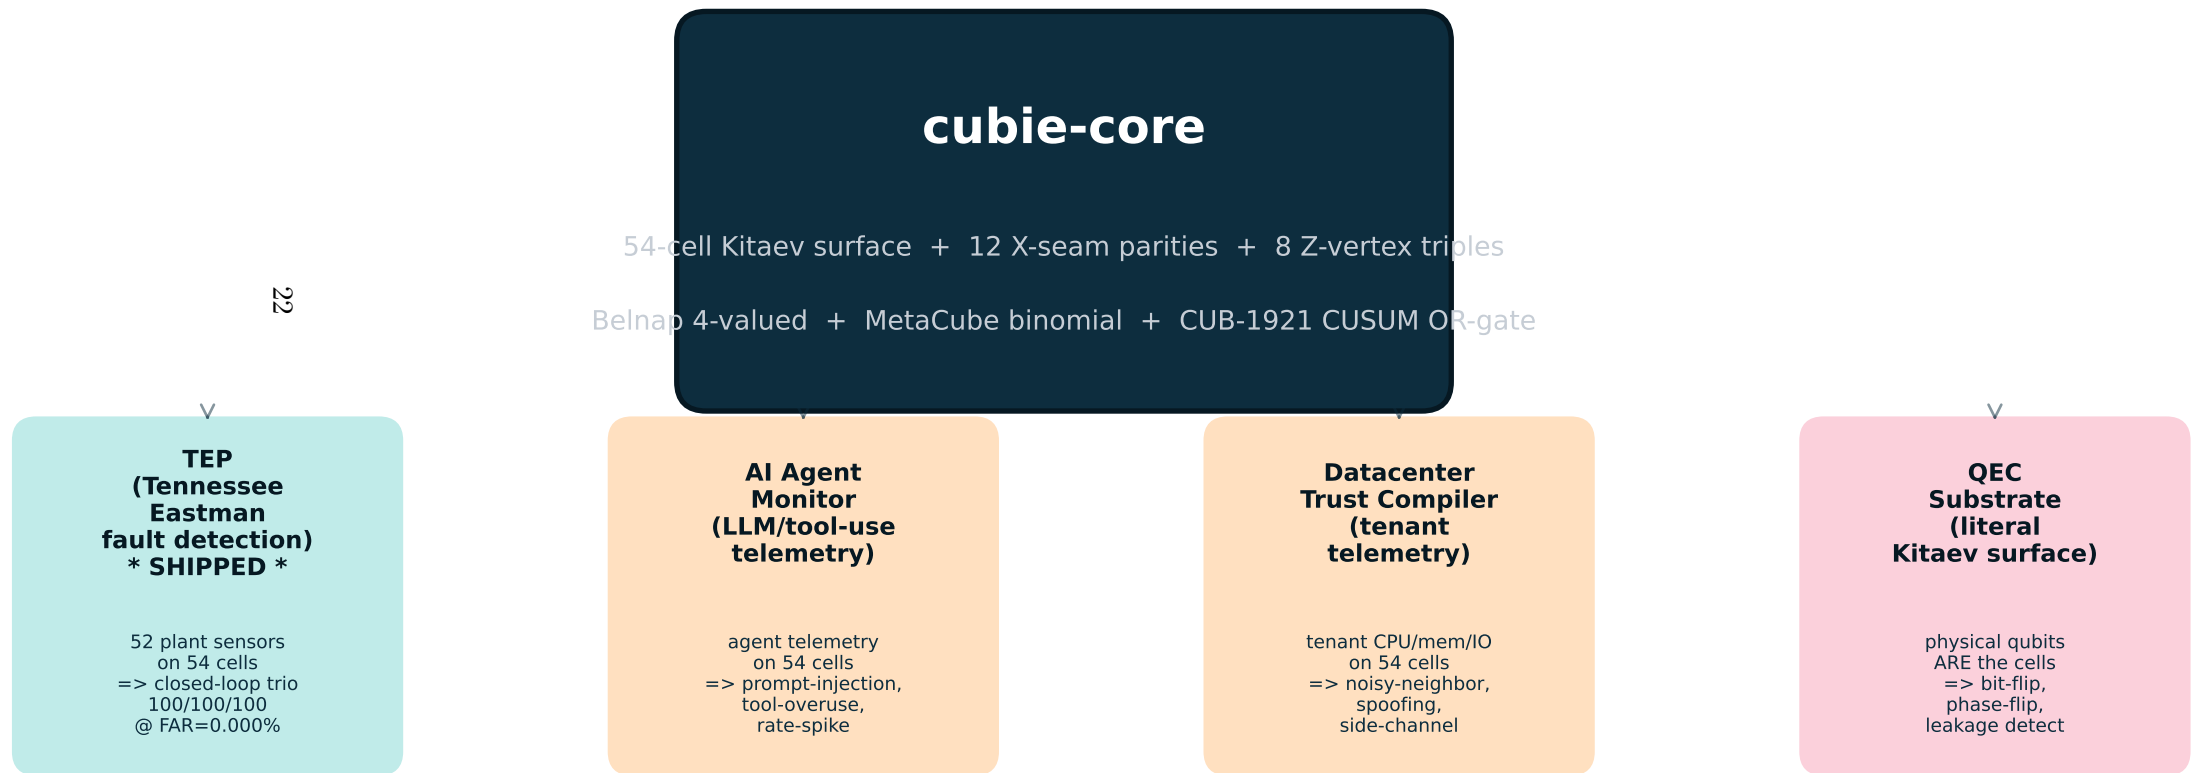 cubie-core
54-cell Kitaev surface + 12 X-seam parities + 8 Z-vertex triples
Belnap 4-valued + MetaCube binomial + CUB-1921 CUSUM OR-gate
22
TEP
(Tennessee
Eastman
fault detection)
* SHIPPED *
52 plant sensors
on 54 cells
=> closed-loop trio
100/100/100
@ FAR=0.000%
AI Agent
Monitor
(LLM/tool-use
telemetry)
agent telemetry
on 54 cells
=> prompt-injection,
tool-overuse,
rate-spike
Datacenter
Trust Compiler
(tenant
telemetry)
tenant CPU/mem/IO
on 54 cells
=> noisy-neighbor,
spoofing,
side-channel
QEC
Substrate
(literal
Kitaev surface)
physical qubits
ARE the cells
=> bit-flip,
phase-flip,
leakage detect